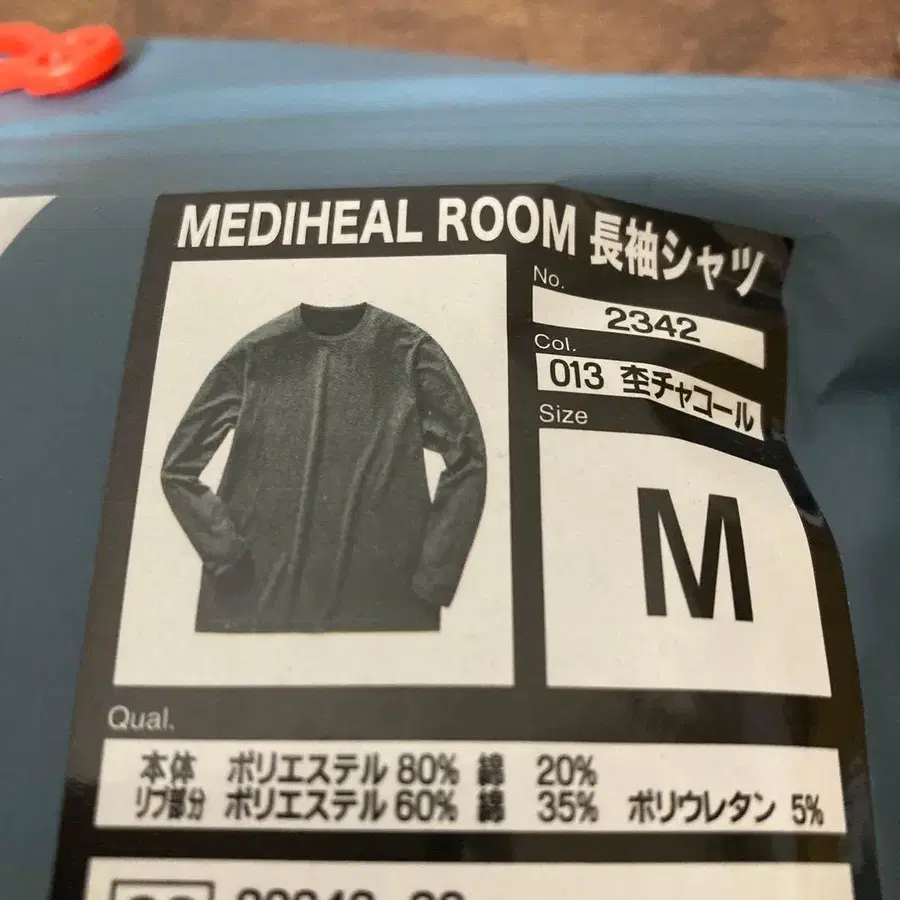 MEDIHEAL ROOM 長袖シャツ
No.
2342
Col.
013 杢チャコール
Size
M
Qual.
本体 ポリエステル 80% 綿 20%
リブ部分 ポリエステル 60% 綿 35% ポリウレタン 5%